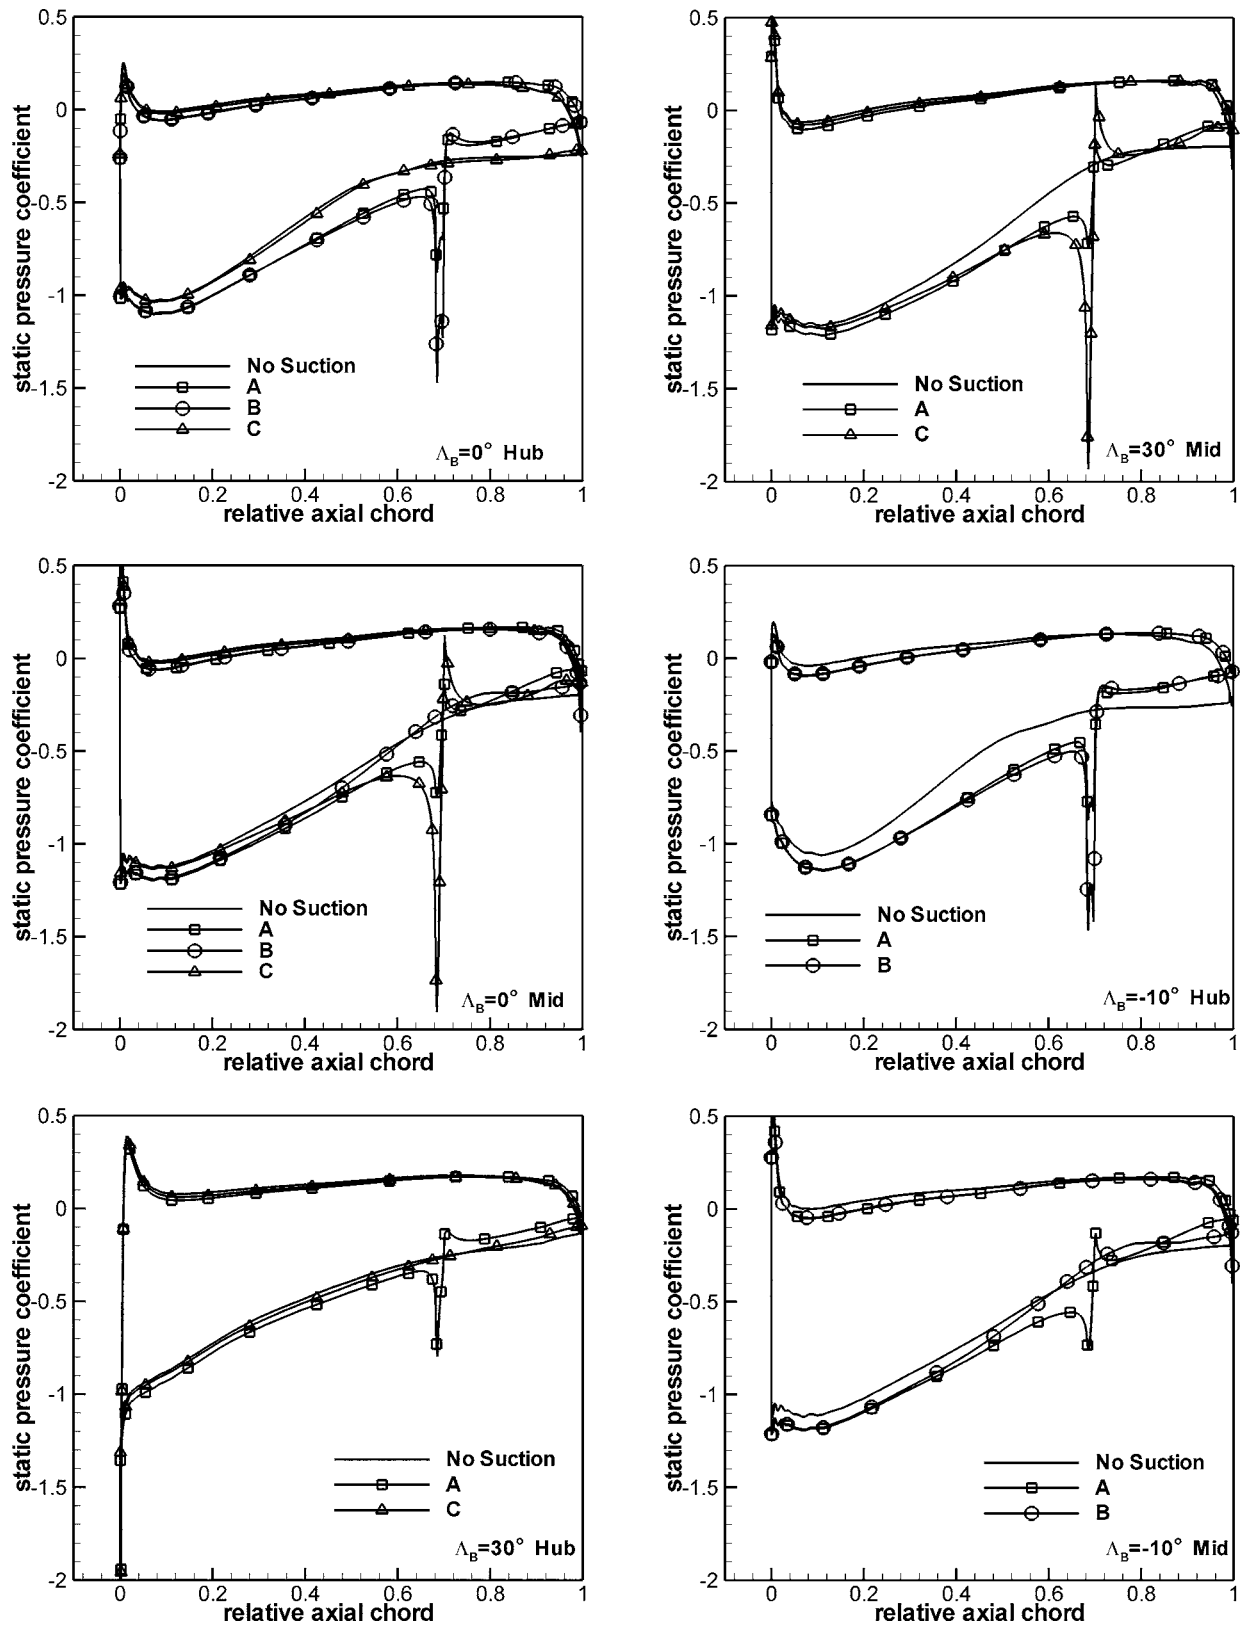 0.5
0
-0.5
-1
-1.5
-2
static pressure coefficient
No Suction
A
B
C
Λ_B=0° Hub
0 0.2 0.4 0.6 0.8 1
relative axial chord
0.5
0
-0.5
-1
-1.5
-2
static pressure coefficient
No Suction
A
C
Λ_B=30° Mid
0 0.2 0.4 0.6 0.8 1
relative axial chord
0.5
0
-0.5
-1
-1.5
-2
static pressure coefficient
No Suction
A
B
C
Λ_B=0° Mid
0 0.2 0.4 0.6 0.8 1
relative axial chord
0.5
0
-0.5
-1
-1.5
-2
static pressure coefficient
No Suction
A
B
Λ_B=-10° Hub
0 0.2 0.4 0.6 0.8 1
relative axial chord
0.5
0
-0.5
-1
-1.5
-2
static pressure coefficient
No Suction
A
C
Λ_B=30° Hub
0 0.2 0.4 0.6 0.8 1
relative axial chord
0.5
0
-0.5
-1
-1.5
-2
static pressure coefficient
No Suction
A
B
Λ_B=-10° Mid
0 0.2 0.4 0.6 0.8 1
relative axial chord